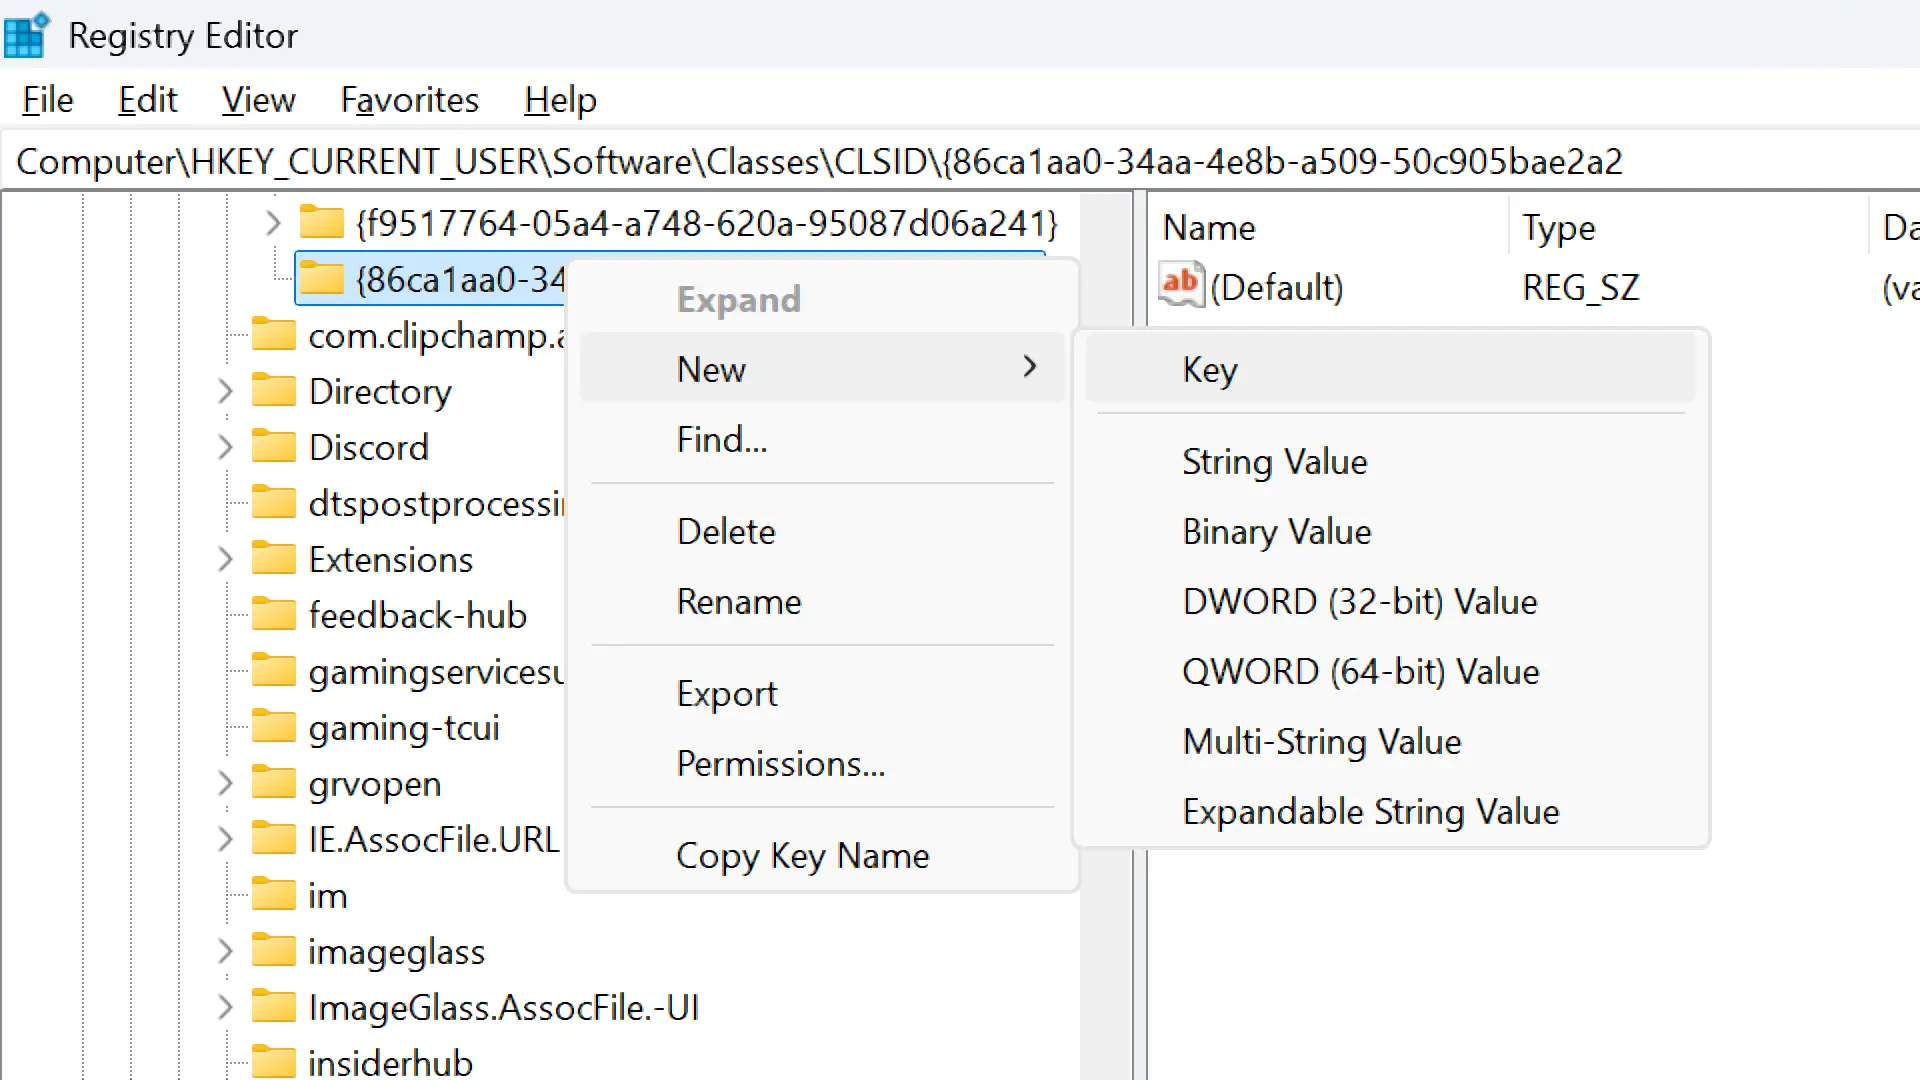 Registry Editor
File Edit View Favorites Help
Computer\HKEY_CURRENT_USER\Software\Classes\CLSID\{86ca1aa0-34aa-4e8b-a509-50c905bae2a2
{f9517764-05a4-a748-620a-95087d06a241}
{86ca1aa0-34
com.clipchamp.a
Directory
Discord
dtspostprocessi
Extensions
feedback-hub
gamingservicesu
gaming-tcui
grvopen
IE.AssocFile.URL
im
imageglass
ImageGlass.AssocFile.-UI
insiderhub
Expand
New
Find...
Delete
Rename
Export
Permissions...
Copy Key Name
Key
String Value
Binary Value
DWORD (32-bit) Value
QWORD (64-bit) Value
Multi-String Value
Expandable String Value
Name Type Da
ab (Default) REG_SZ (va